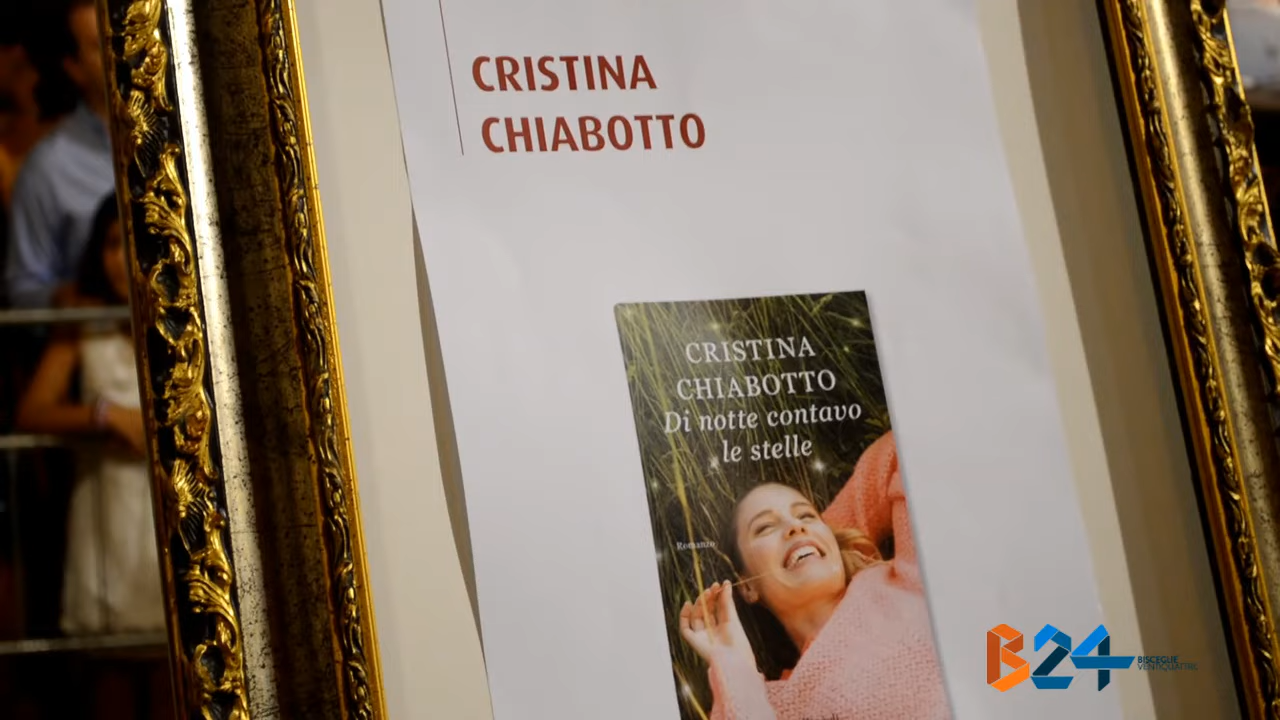 CRISTINA
CHIABOTTO
CRISTINA
CHIABOTTO
Di notte contavo
le stelle
Romanzo
B24
BISCEGLIE
VENTIQUATTRO